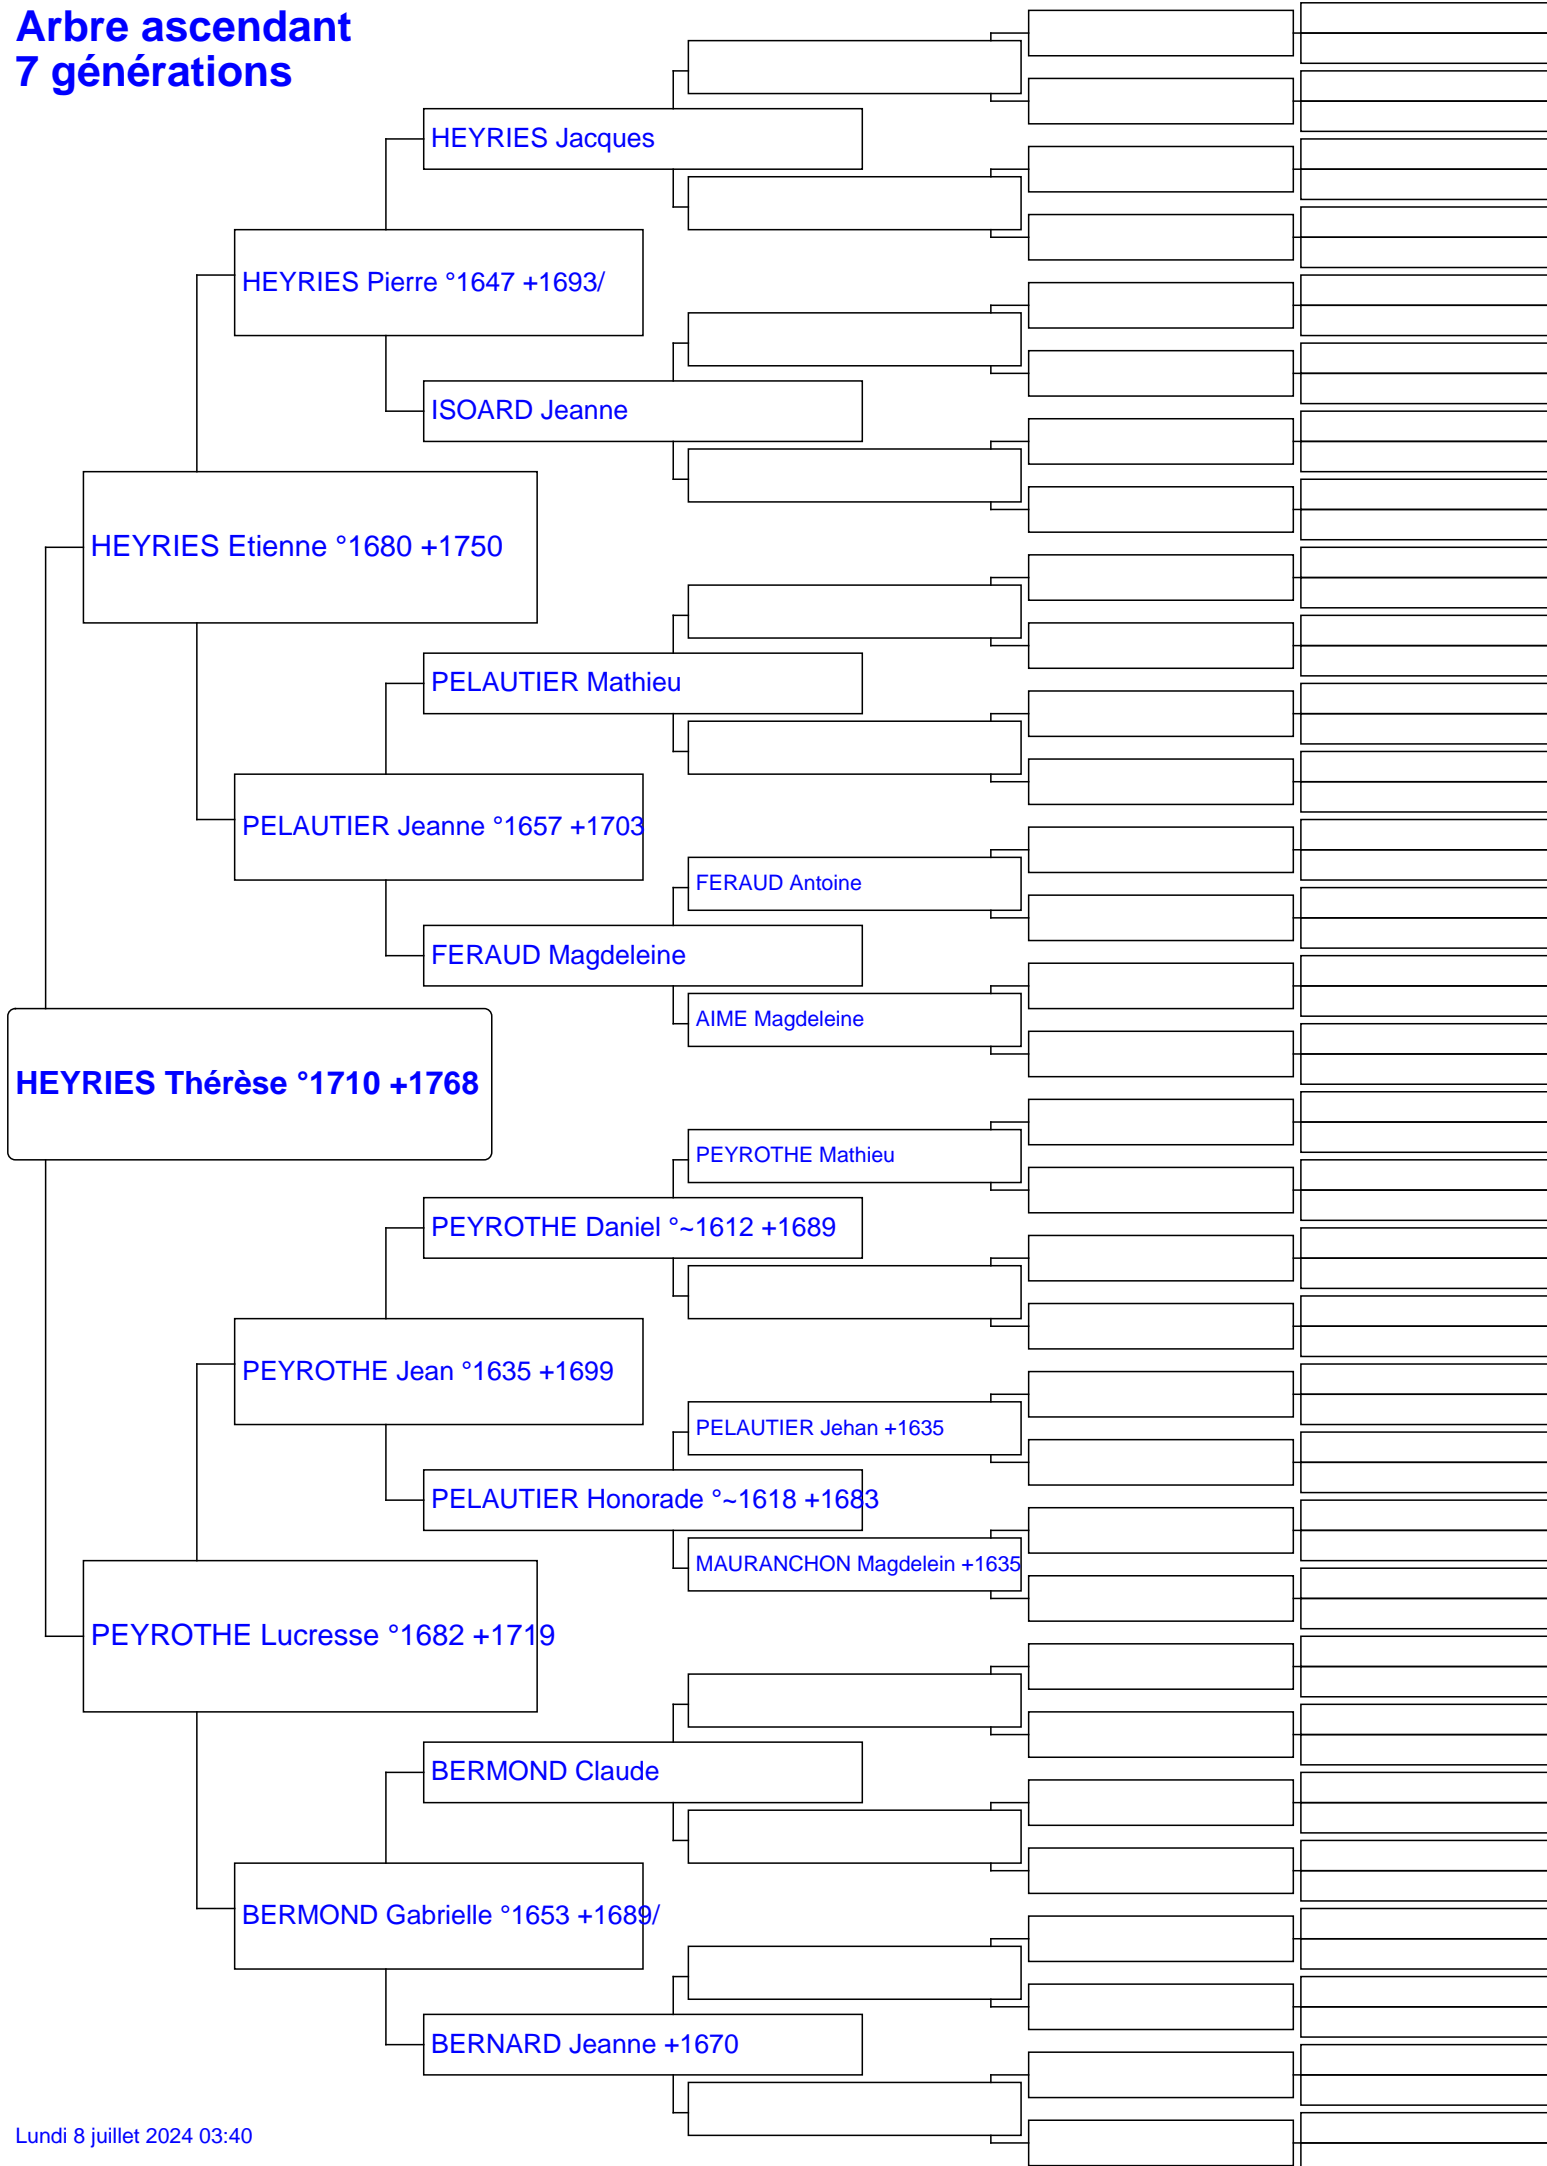 Arbre ascendant
7 générations
HEYRIES Jacques
HEYRIES Pierre °1647 +1693/
ISOARD Jeanne
HEYRIES Etienne °1680 +1750
PELAUTIER Mathieu
PELAUTIER Jeanne °1657 +1703
FERAUD Antoine
FERAUD Magdeleine
AIME Magdeleine
HEYRIES Thérèse °1710 +1768
PEYROTHE Mathieu
PEYROTHE Daniel °~1612 +1689
PEYROTHE Jean °1635 +1699
PELAUTIER Jehan +1635
PELAUTIER Honorade °~1618 +1683
MAURANCHON Magdelein +1635
PEYROTHE Lucresse °1682 +1719
BERMOND Claude
BERMOND Gabrielle °1653 +1689/
BERNARD Jeanne +1670
Lundi 8 juillet 2024 03:40